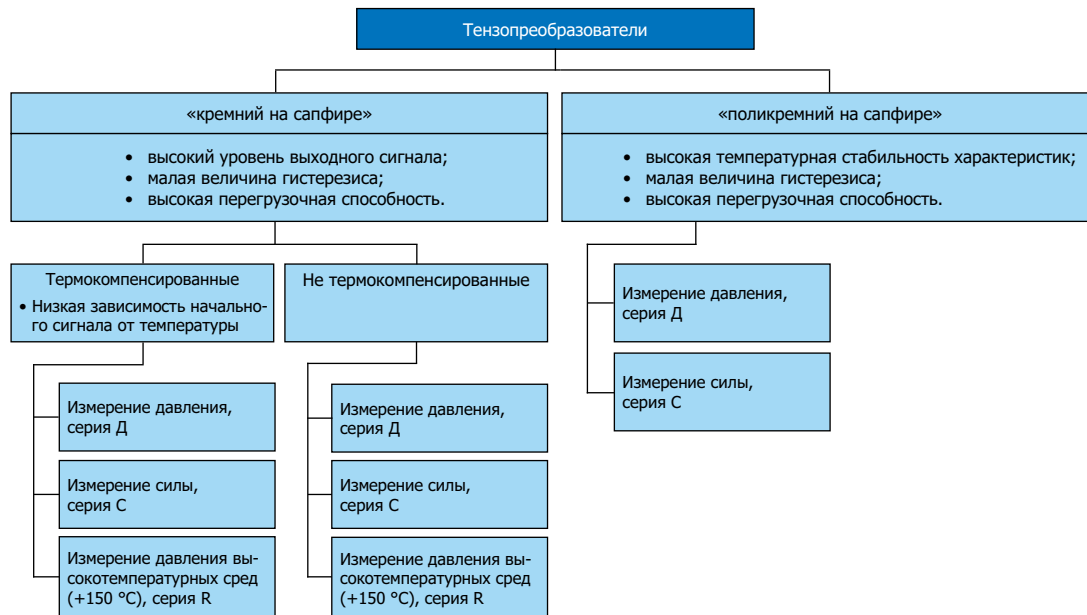 Тензопреобразователи
«кремний на сапфире»
• высокий уровень выходного сигнала;
• малая величина гистерезиса;
• высокая перегрузочная способность.
«поликремний на сапфире»
• высокая температурная стабильность характеристик;
• малая величина гистерезиса;
• высокая перегрузочная способность.
Термокомпенсированные
• Низкая зависимость начально-
го сигнала от температуры
Не термокомпенсированные
Измерение давления,
серия Д
Измерение силы,
серия С
Измерение давления,
серия Д
Измерение силы,
серия С
Измерение давления вы-
сокотемпературных сред
(+150 °C), серия R
Измерение давления,
серия Д
Измерение силы,
серия С
Измерение давления вы-
сокотемпературных сред
(+150 °C), серия R